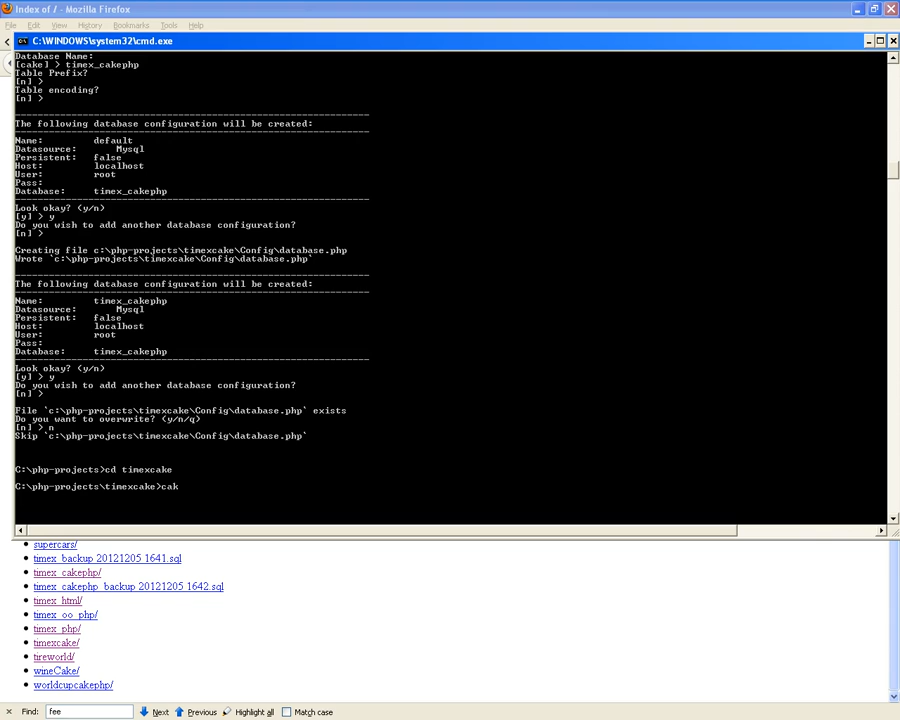 Index of / - Mozilla Firefox
File Edit View History Bookmarks Tools Help
C:\WINDOWS\system32\cmd.exe
Database Name:
[cake] > timex_cakephp
Table Prefix?
[n] >
Table encoding?
[n] >
The following database configuration will be created:
Name: default
Datasource: Mysql
Persistent: false
Host: localhost
User: root
Pass:
Database: timex_cakephp
Look okay? (y/n)
[y] > y
Do you wish to add another database configuration?
[n] >
Creating file c:\php-projects\timexcake\Config\database.php
Wrote `c:\php-projects\timexcake\Config\database.php`
The following database configuration will be created:
Name: timex_cakephp
Datasource: Mysql
Persistent: false
Host: localhost
User: root
Pass:
Database: timex_cakephp
Look okay? (y/n)
[y] > y
Do you wish to add another database configuration?
[n] >
File `c:\php-projects\timexcake\Config\database.php` exists
Do you want to overwrite? (y/n/q)
[n] > n
Skip `c:\php-projects\timexcake\Config\database.php`
C:\php-projects>cd timexcake
C:\php-projects\timexcake>cak
supercars/
timex_backup 20121205 1641.sql
timex_cakephp/
timex_cakephp_backup 20121205 1642.sql
timex_html/
timex_oo_php/
timex_php/
timexcake/
tireworld/
wineCake/
worldcupcakephp/
Find: fee Next Previous Highlight all Match case